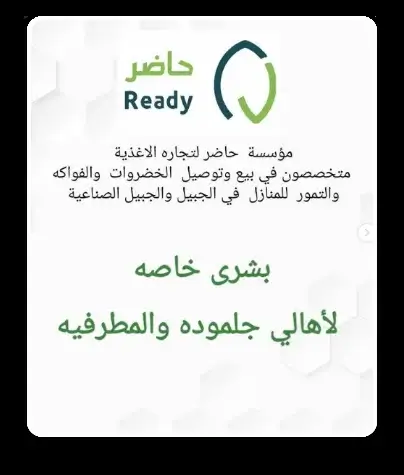 حاضر
Ready
مؤسسة حاضر لتجاره الاغذية
متخصصون في بيع وتوصيل الخضروات والفواكه
والتمور للمنازل في الجبيل والجبيل الصناعية
بشرى خاصه
لأهالي جلموده والمطرفيه